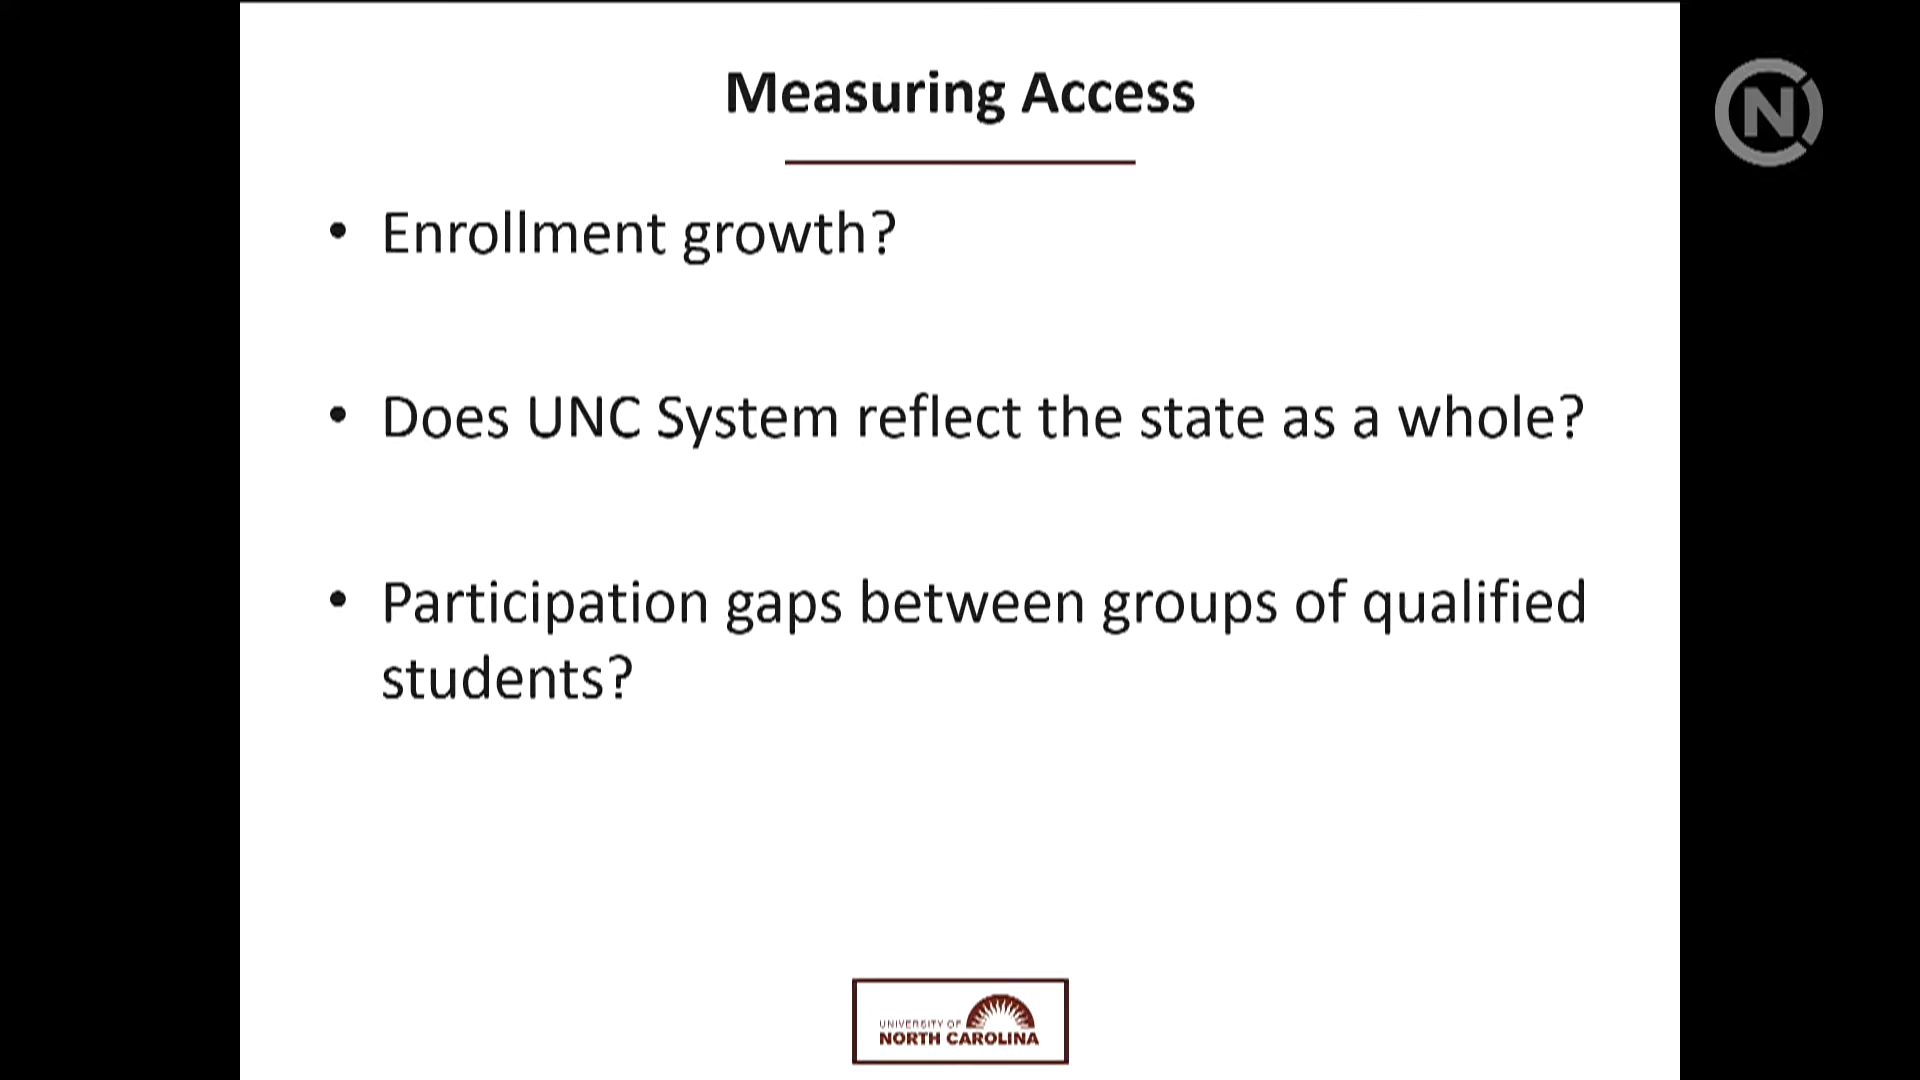 Measuring Access
N
• Enrollment growth?
• Does UNC System reflect the state as a whole?
• Participation gaps between groups of qualified
students?
UNIVERSITY OF
NORTH CAROLINA